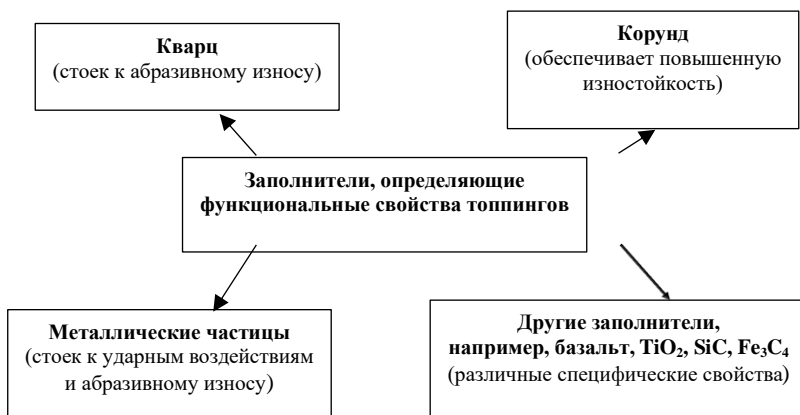 Кварц
(стоек к абразивному износу)
Корунд
(обеспечивает повышенную
изностойкость)
Заполнители, определяющие
функциональные свойства топпингов
Металлические частицы
(стоек к ударным воздействиям
и абразивному износу)
Другие заполнители,
например, базальт, TiO₂, SiC, Fe₃C₄
(различные специфические свойства)